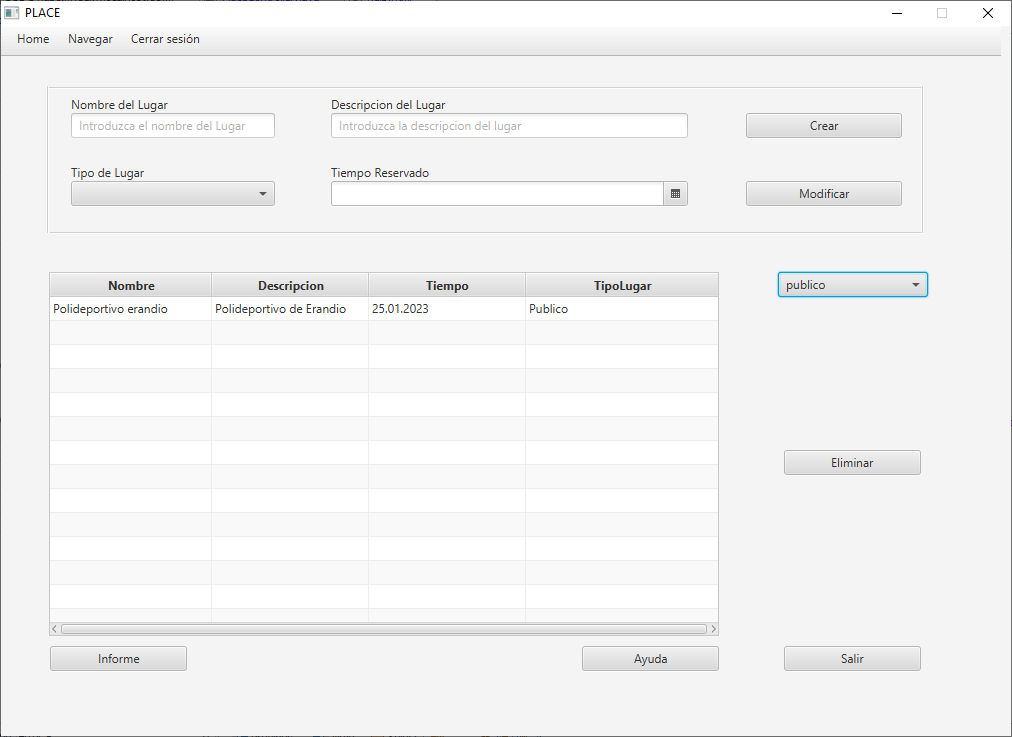 PLACE
Home Navegar Cerrar sesión
Nombre del Lugar Descripcion del Lugar
Introduzca el nombre del Lugar Introduzca la descripcion del lugar Crear
Tipo de Lugar Tiempo Reservado
Modificar
Nombre Descripcion Tiempo TipoLugar publico
Polideportivo erandio Polideportivo de Erandio 25.01.2023 Publico
Eliminar
Informe Ayuda Salir